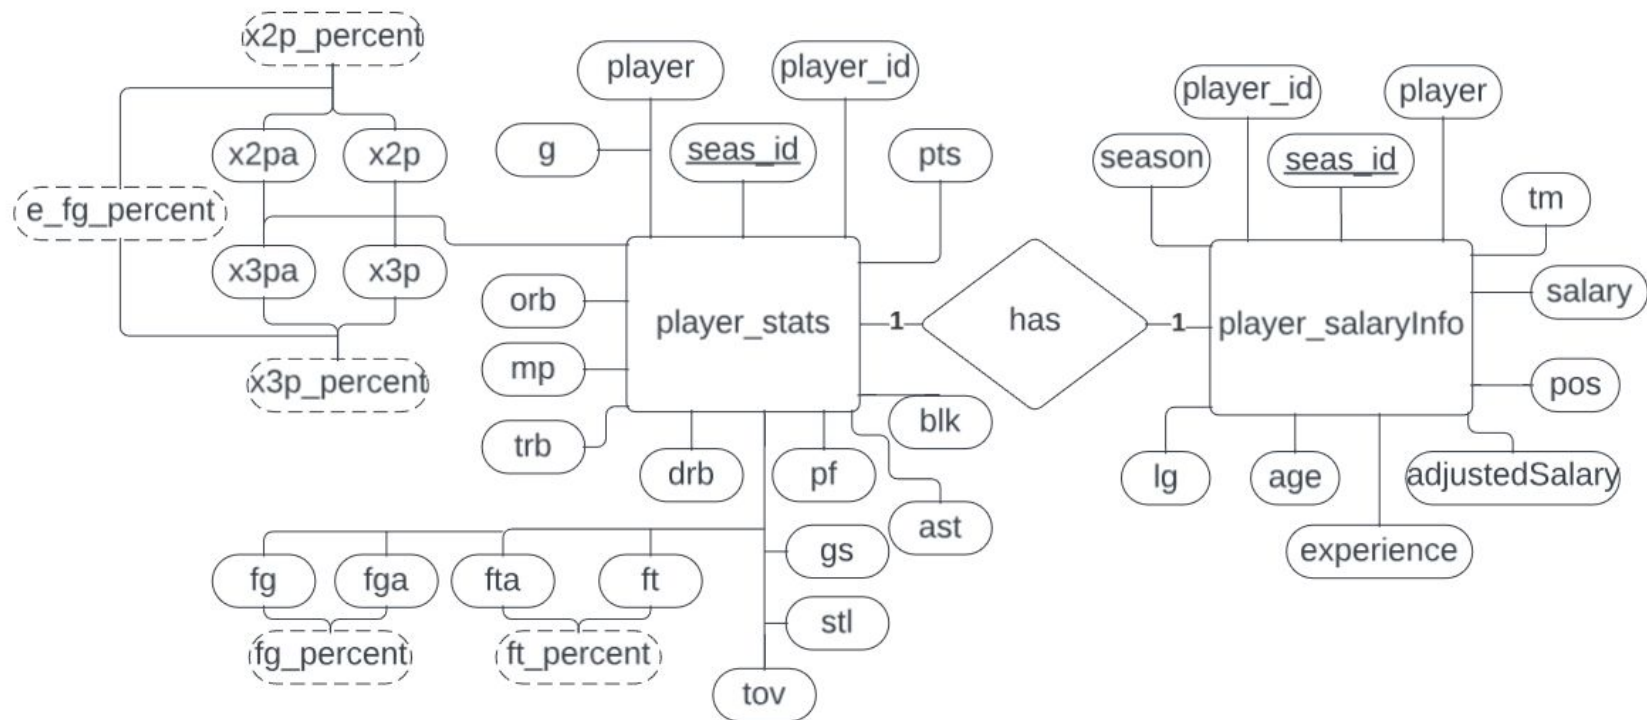 x2p_percent
player
player_id
player_id
player
g
seas_id
pts
season
seas_id
x2pa
x2p
e_fg_percent
tm
x3pa
x3p
orb
salary
player_stats
1
has
1
player_salaryInfo
x3p_percent
mp
pos
trb
drb
pf
blk
lg
age
adjustedSalary
ast
experience
fg
fga
fta
ft
gs
stl
fg_percent
ft_percent
tov